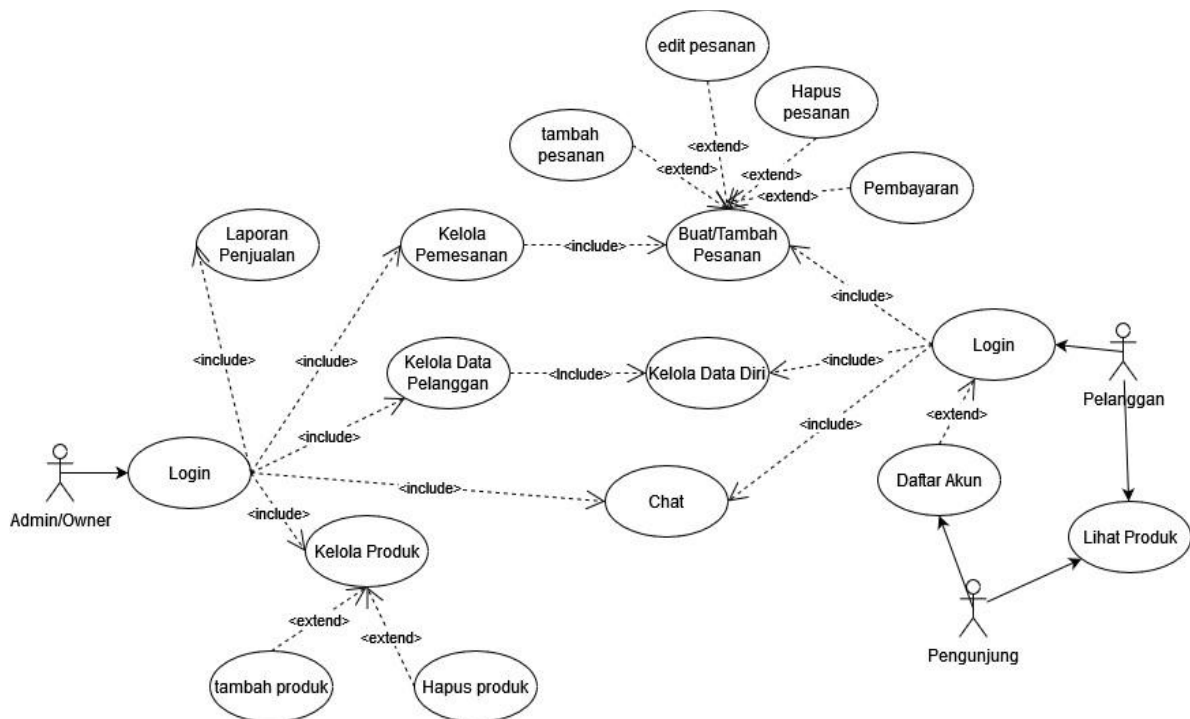 edit pesanan
Hapus
pesanan
tambah
pesanan
<extend>
<extend>
<extend>
<extend>
Pembayaran
Laporan
Penjualan
Kelola
Pemesanan
<include>
Buat/Tambah
Pesanan
<include>
<include>
<include>
Kelola Data
Pelanggan
<Include>
Kelola Data Diri
<include>
Login
Pelanggan
<include>
<include>
<extend>
Login
Admin/Owner
<include>
<include>
Chat
Daftar Akun
Lihat Produk
Kelola Produk
<extend>
<extend>
Pengunjung
tambah produk
Hapus produk